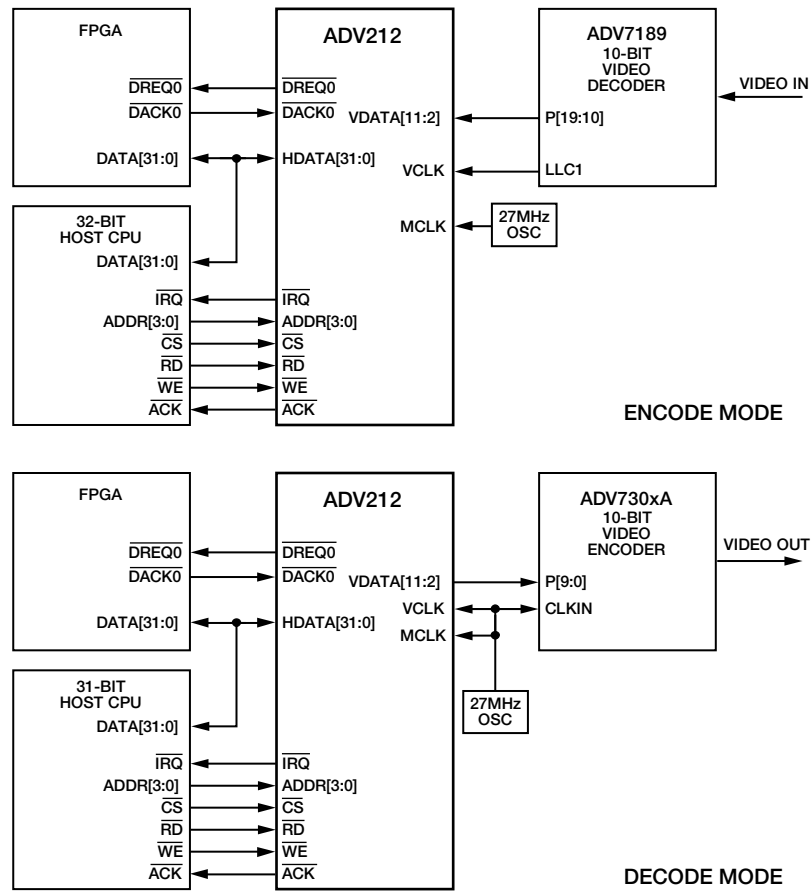 FPGA
DREQ0
DACK0
DATA[31:0]
32-BIT
HOST CPU
DATA[31:0]
IRQ
ADDR[3:0]
CS
RD
WE
ACK
ADV212
DREQ0
DACK0
HDATA[31:0]
VDATA[11:2]
VCLK
MCLK
IRQ
ADDR[3:0]
CS
RD
WE
ACK
ADV7189
10-BIT
VIDEO
DECODER
P[19:10]
LLC1
VIDEO IN
27MHz
OSC
ENCODE MODE
FPGA
DREQ0
DACK0
DATA[31:0]
31-BIT
HOST CPU
DATA[31:0]
IRQ
ADDR[3:0]
CS
RD
WE
ACK
ADV212
DREQ0
DACK0
HDATA[31:0]
VDATA[11:2]
VCLK
MCLK
IRQ
ADDR[3:0]
CS
RD
WE
ACK
ADV730xA
10-BIT
VIDEO
ENCODER
P[9:0]
CLKIN
VIDEO OUT
27MHz
OSC
DECODE MODE